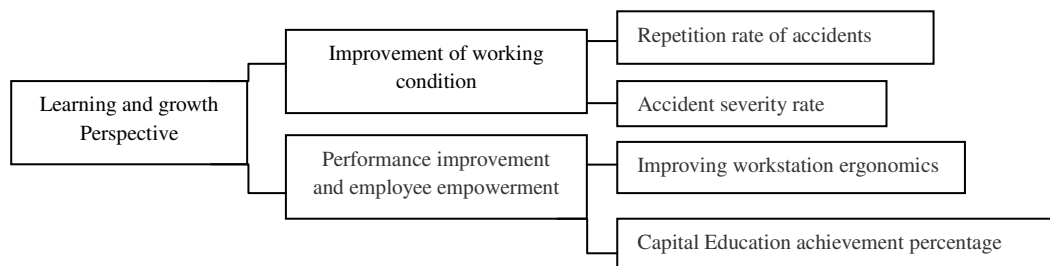 Learning and growth
Perspective
Improvement of working
condition
Performance improvement
and employee empowerment
Repetition rate of accidents
Accident severity rate
Improving workstation ergonomics
Capital Education achievement percentage